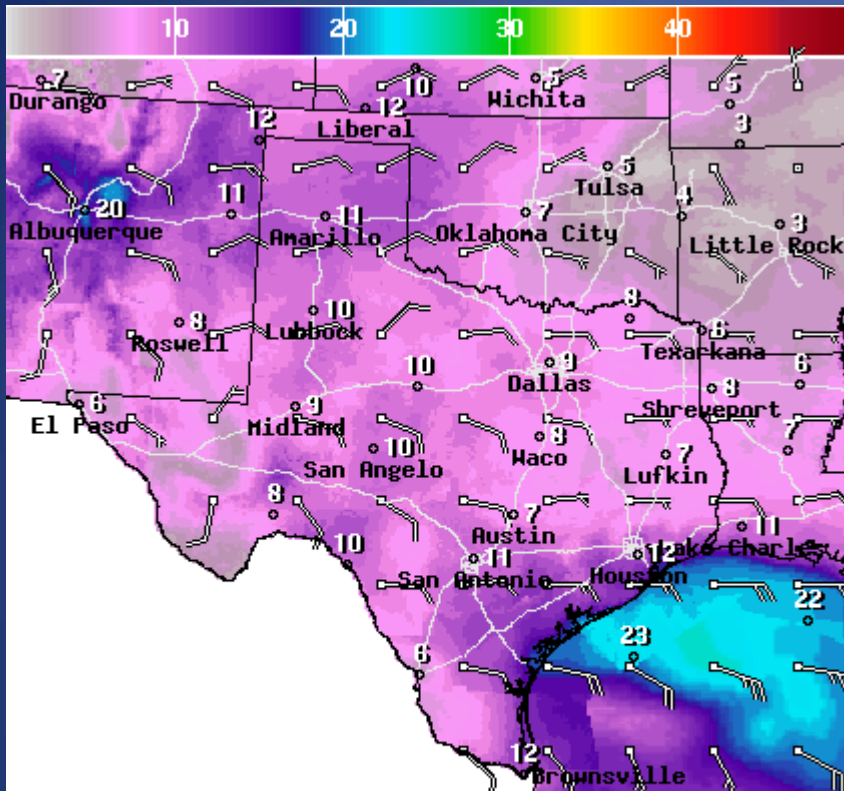 10 20 30 40
7
Durango
10
5
Wichita
5
12
Liberal
12
3
5
Tulsa
20
11
11
7
4
3
Albuquerque
Amarillo
Oklahoma City
Little Rock
8
10
8
6
Roswell
Lubbock
Texarkana
9
10
Dallas
6
8
Shreveport
6
El Paso
9
Midland
10
San Angelo
8
Waco
7
Lufkin
7
8
7
Austin
11
Lake Charles
10
11
San Antonio
12
Houston
22
23
6
12
Brownsville